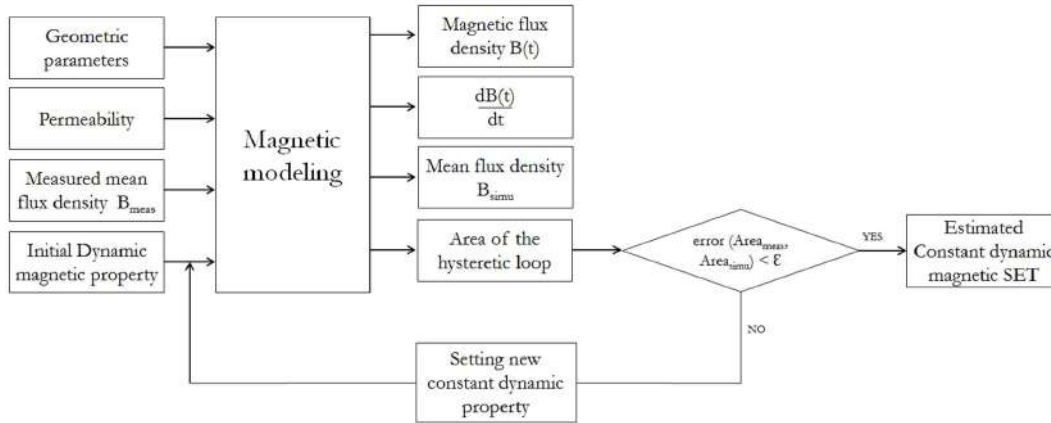 Geometric
parameters
Permeability
Measured mean
flux density B_meas
Initial Dynamic
magnetic property
Magnetic
modeling
Magnetic flux
density B(t)
dB(t)
dt
Mean flux density
B_simu
Area of the
hysteretic loop
error (Area_meas,
Area_simu) < ε
YES
Estimated
Constant dynamic
magnetic SET
NO
Setting new
constant dynamic
property